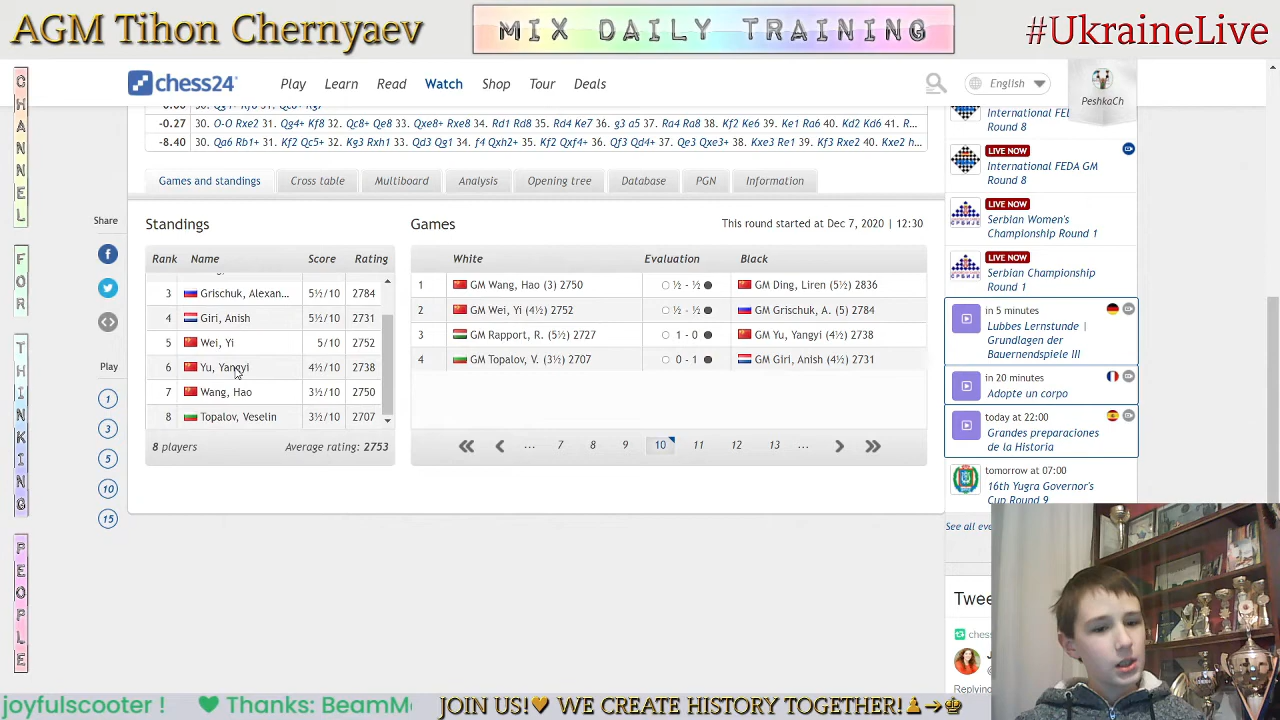 AGM Tihon Chernyaev
MIX DAILY TRAINING
#UkraineLive
CHANNEL
FOR
THINKING
PEOPLE
chess24
Play Learn Read Watch Shop Tour Deals
English
PeshkaCh
-0.27 30. O-O Rxe 31. Qg4+ Kf8 32. Qc8+ Qe8 33. Qxe8+ Rxe8 34. Rd1 Rd8 35. Rd4 Ke7 36. g3 a5 37. Ra4 Ra8 38. Kf2 Ke6 39. Ke1 Ra6 40. Kd2 Kd6 41. R...
-8.40 30. Qa6 Rb1+ 31. Kf2 Qc5+ 32. Kg3 Rxh1 33. Qd3 Qg1 34. f4 Qxh2+ 35. Kf2 Qxf4+ 36. Qf3 Qd4+ 37. Qe3 Qxe3+ 38. Kxe3 Re1 39. Kf3 Rxe2 40. Kxe2 h...
Games and standings Cross table Multiboard Analysis Opening tree Database PGN Information
Share
Play
1
3
5
10
15
Standings
Rank Name Score Rating
3 Grischuk, Alexan... 5½/10 2784
4 Giri, Anish 5½/10 2731
5 Wei, Yi 5/10 2752
6 Yu, Yangyi 4½/10 2738
7 Wang, Hao 3½/10 2750
8 Topalov, Veselin 3½/10 2707
8 players Average rating: 2753
Games This round started at Dec 7, 2020 | 12:30
White Evaluation Black
1 GM Wang, Hao (3) 2750 ½ - ½ GM Ding, Liren (5½) 2836
2 GM Wei, Yi (4½) 2752 ½ - ½ GM Grischuk, A. (5) 2784
3 GM Rapport, R. (5½) 2727 1 - 0 GM Yu, Yangyi (4½) 2738
4 GM Topalov, V. (3½) 2707 0 - 1 GM Giri, Anish (4½) 2731
... 7 8 9 10 11 12 13 ...
International FE
Round 8
LIVE NOW
International FEDA GM
Round 8
LIVE NOW
Serbian Women's
Championship Round 1
LIVE NOW
Serbian Championship
Round 1
in 5 minutes
Lubbes Lernstunde |
Grundlagen der
Bauernendspiele III
in 20 minutes
Adopte un corpo
today at 22:00
Grandes preparaciones
de la Historia
tomorrow at 07:00
16th Yugra Governor's
Cup Round 9
See all eve
Twee
chess
Replying
joyfulscooter ! 💚 Thanks: BeamM
JOIN US!🧡 WE CREATE HISTORY TOGETHER!♟→♚